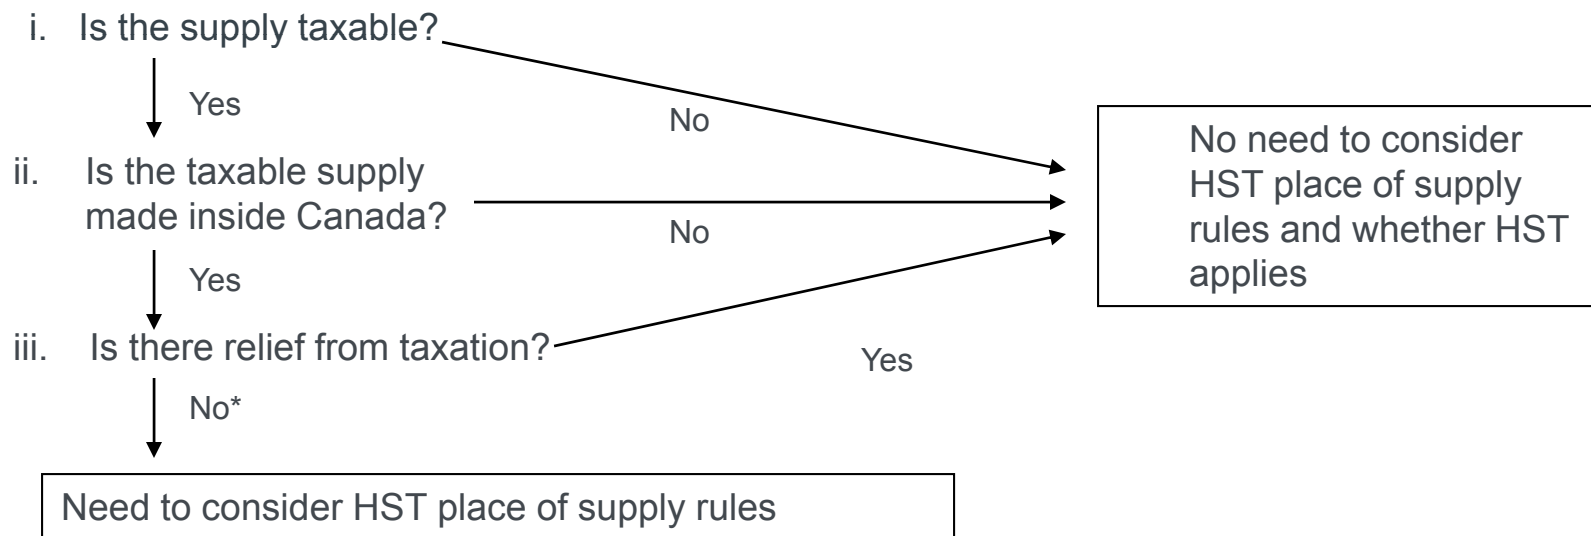 i. Is the supply taxable?
Yes
No
ii. Is the taxable supply
made inside Canada?
No
Yes
iii. Is there relief from taxation?
Yes
No*
No need to consider
HST place of supply
rules and whether HST
applies
Need to consider HST place of supply rules